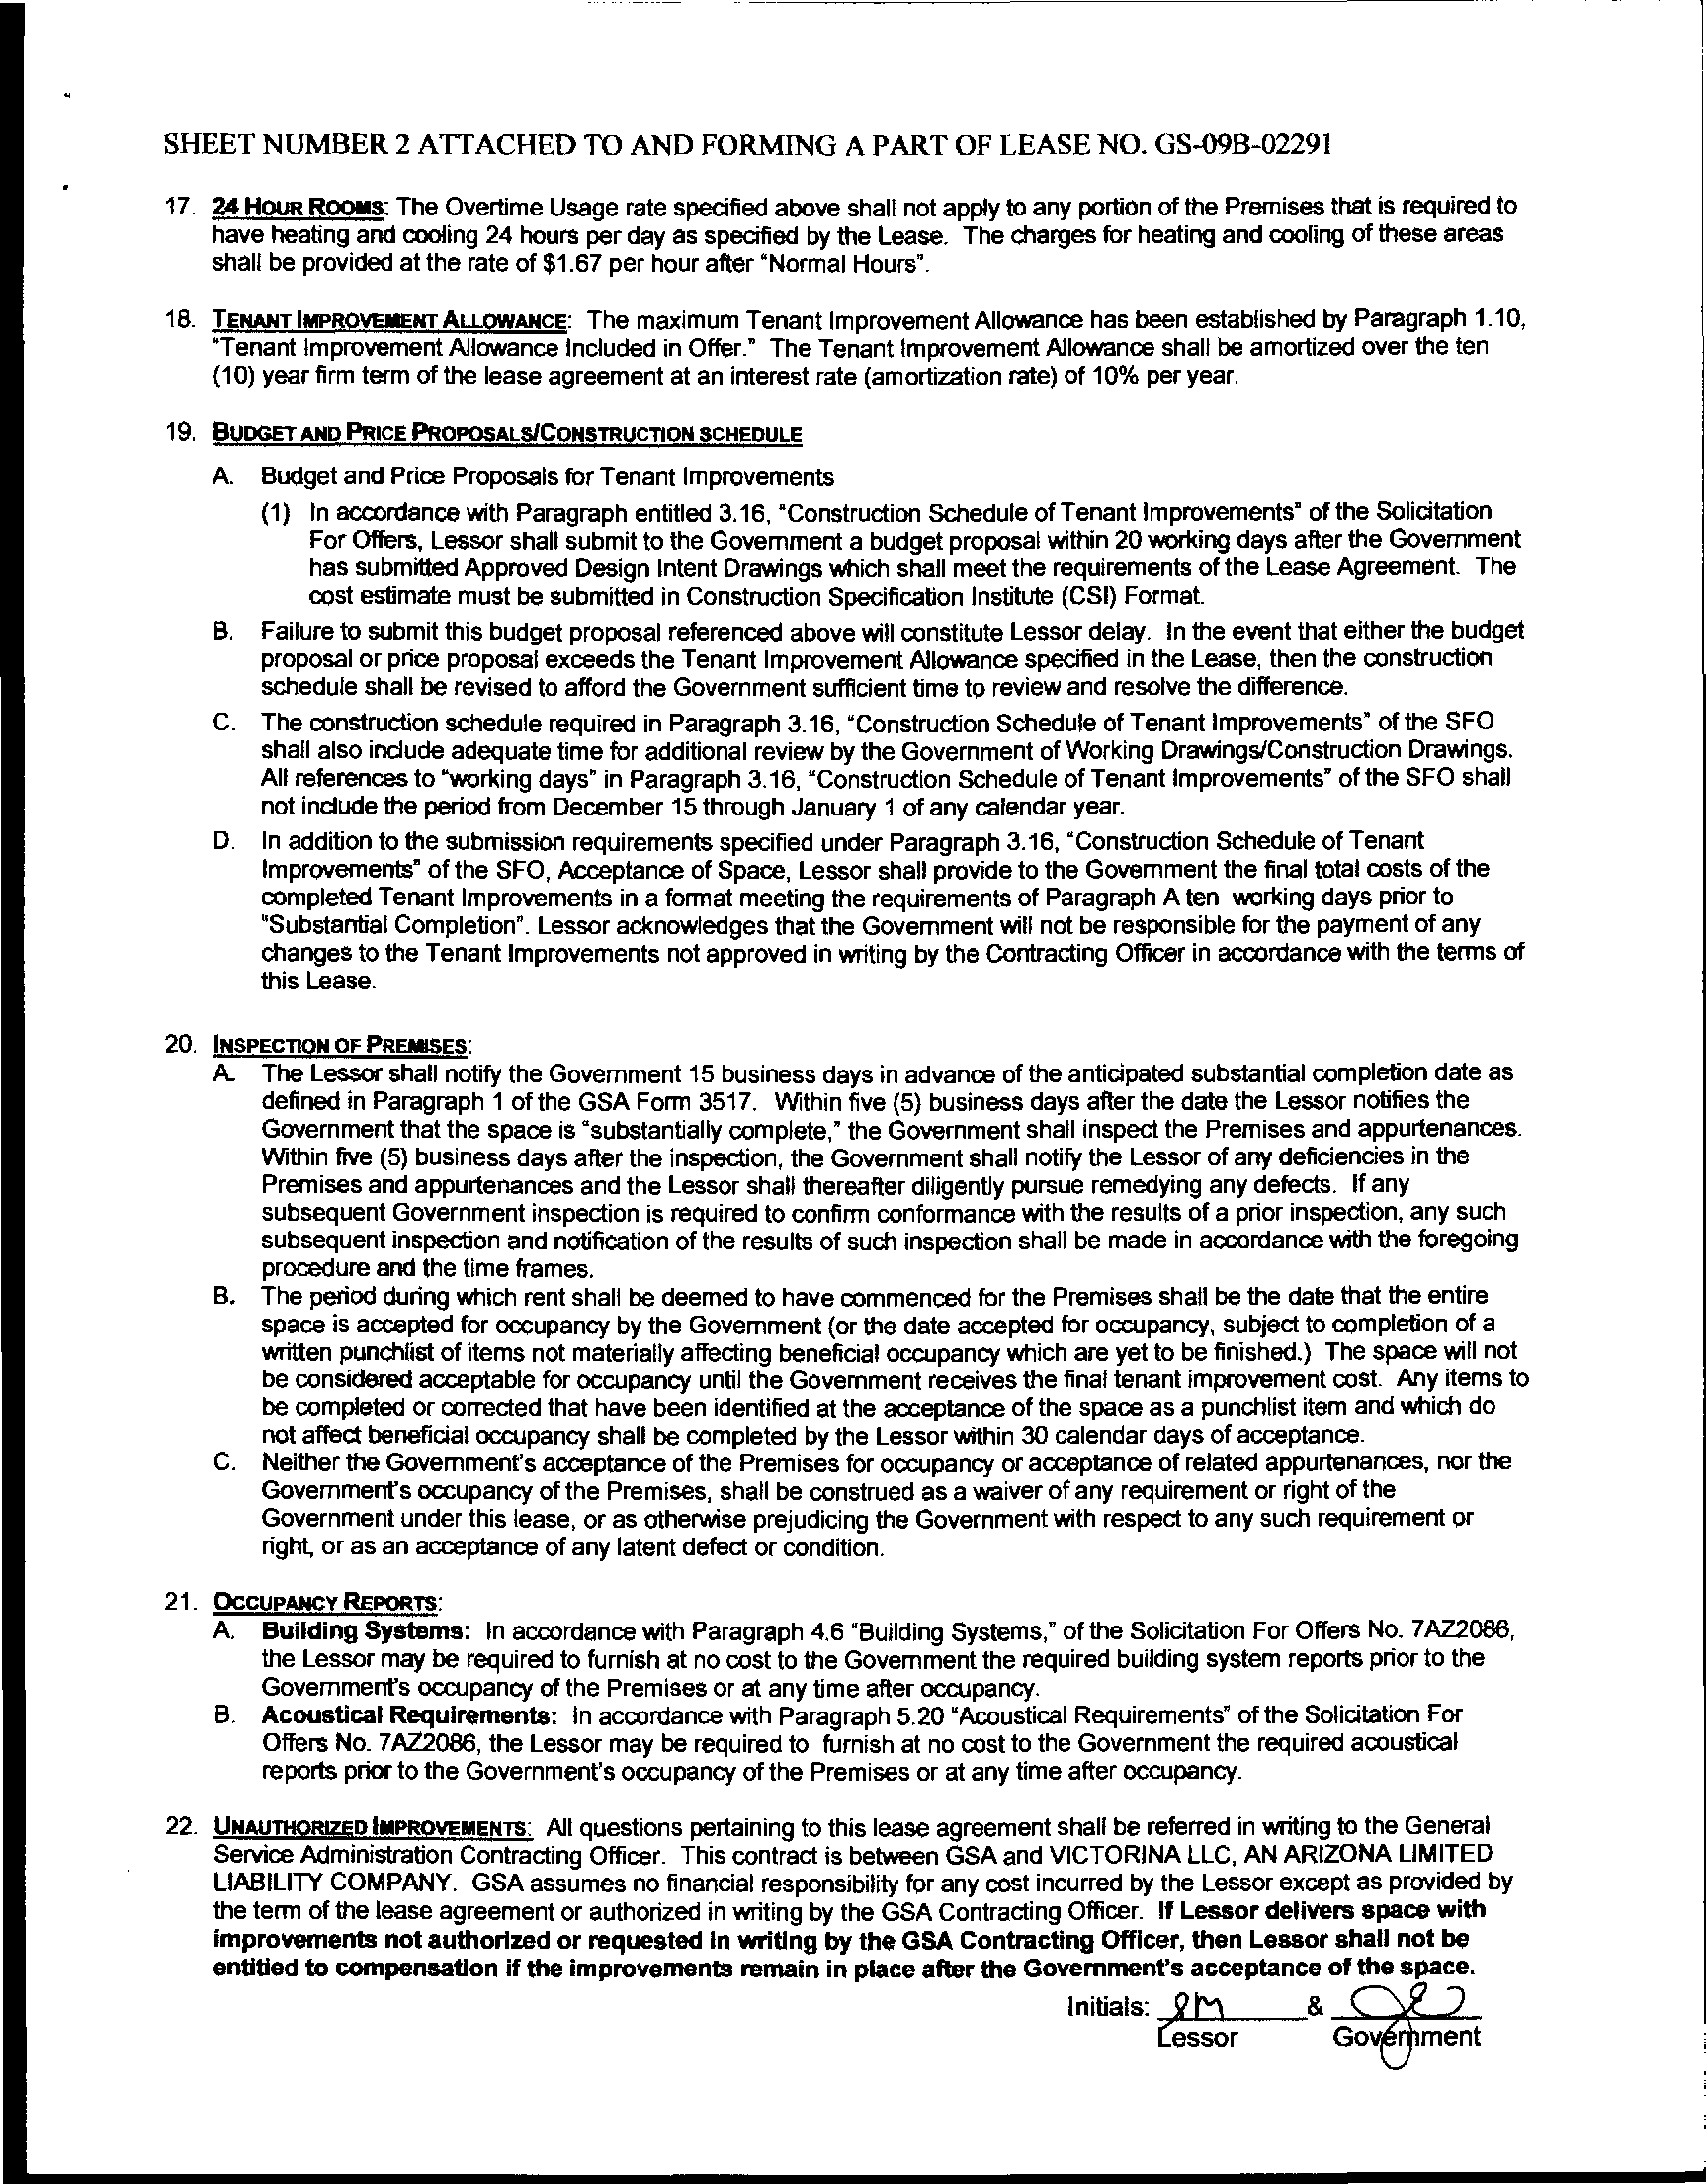 SHEET NUMBER 2 ATTACHED TO AND FORMING A PART OF LEASE NO. GS-09B-02291
17. 24 HOUR ROOMS: The Overtime Usage rate specified above shall not apply to any portion of the Premises that is required to
have heating and cooling 24 hours per day as specified by the Lease. The charges for heating and cooling of these areas
shall be provided at the rate of $1.67 per hour after "Normal Hours".
18. TENANT IMPROVEMENT ALLOWANCE: The maximum Tenant Improvement Allowance has been established by Paragraph 1.10,
"Tenant Improvement Allowance Included in Offer." The Tenant Improvement Allowance shall be amortized over the ten
(10) year firm term of the lease agreement at an interest rate (amortization rate) of 10% per year.
19. BUDGET AND PRICE PROPOSALS/CONSTRUCTION SCHEDULE
A. Budget and Price Proposals for Tenant Improvements
(1) In accordance with Paragraph entitled 3.16, "Construction Schedule of Tenant Improvements" of the Solicitation
For Offers, Lessor shall submit to the Government a budget proposal within 20 working days after the Government
has submitted Approved Design Intent Drawings which shall meet the requirements of the Lease Agreement. The
cost estimate must be submitted in Construction Specification Institute (CSI) Format.
B. Failure to submit this budget proposal referenced above will constitute Lessor delay. In the event that either the budget
proposal or price proposal exceeds the Tenant Improvement Allowance specified in the Lease, then the construction
schedule shall be revised to afford the Government sufficient time to review and resolve the difference.
C. The construction schedule required in Paragraph 3.16, "Construction Schedule of Tenant Improvements" of the SFO
shall also include adequate time for additional review by the Government of Working Drawings/Construction Drawings.
All references to "working days" in Paragraph 3.16, "Construction Schedule of Tenant Improvements" of the SFO shall
not include the period from December 15 through January 1 of any calendar year.
D. In addition to the submission requirements specified under Paragraph 3.16, "Construction Schedule of Tenant
Improvements" of the SFO, Acceptance of Space, Lessor shall provide to the Government the final total costs of the
completed Tenant Improvements in a format meeting the requirements of Paragraph A ten working days prior to
"Substantial Completion". Lessor acknowledges that the Government will not be responsible for the payment of any
changes to the Tenant Improvements not approved in writing by the Contracting Officer in accordance with the terms of
this Lease.
20. INSPECTION OF PREMISES:
A. The Lessor shall notify the Government 15 business days in advance of the anticipated substantial completion date as
defined in Paragraph 1 of the GSA Form 3517. Within five (5) business days after the date the Lessor notifies the
Government that the space is "substantially complete," the Government shall inspect the Premises and appurtenances.
Within five (5) business days after the inspection, the Government shall notify the Lessor of any deficiencies in the
Premises and appurtenances and the Lessor shall thereafter diligently pursue remedying any defects. If any
subsequent Government inspection is required to confirm conformance with the results of a prior inspection, any such
subsequent inspection and notification of the results of such inspection shall be made in accordance with the foregoing
procedure and the time frames.
B. The period during which rent shall be deemed to have commenced for the Premises shall be the date that the entire
space is accepted for occupancy by the Government (or the date accepted for occupancy, subject to completion of a
written punchlist of items not materially affecting beneficial occupancy which are yet to be finished.) The space will not
be considered acceptable for occupancy until the Government receives the final tenant improvement cost. Any items to
be completed or corrected that have been identified at the acceptance of the space as a punchlist item and which do
not affect beneficial occupancy shall be completed by the Lessor within 30 calendar days of acceptance.
C. Neither the Government's acceptance of the Premises for occupancy or acceptance of related appurtenances, nor the
Government's occupancy of the Premises, shall be construed as a waiver of any requirement or right of the
Government under this lease, or as otherwise prejudicing the Government with respect to any such requirement or
right, or as an acceptance of any latent defect or condition.
21. OCCUPANCY REPORTS:
A. Building Systems: In accordance with Paragraph 4.6 "Building Systems," of the Solicitation For Offers No. 7AZ2086,
the Lessor may be required to furnish at no cost to the Government the required building system reports prior to the
Government's occupancy of the Premises or at any time after occupancy.
B. Acoustical Requirements: In accordance with Paragraph 5.20 "Acoustical Requirements" of the Solicitation For
Offers No. 7AZ2086, the Lessor may be required to furnish at no cost to the Government the required acoustical
reports prior to the Government's occupancy of the Premises or at any time after occupancy.
22. UNAUTHORIZED IMPROVEMENTS: All questions pertaining to this lease agreement shall be referred in writing to the General
Service Administration Contracting Officer. This contract is between GSA and VICTORINA LLC, AN ARIZONA LIMITED
LIABILITY COMPANY. GSA assumes no financial responsibility for any cost incurred by the Lessor except as provided by
the term of the lease agreement or authorized in writing by the GSA Contracting Officer. If Lessor delivers space with
improvements not authorized or requested in writing by the GSA Contracting Officer, then Lessor shall not be
entitled to compensation if the improvements remain in place after the Government's acceptance of the space.
Initials: &
Lessor Government